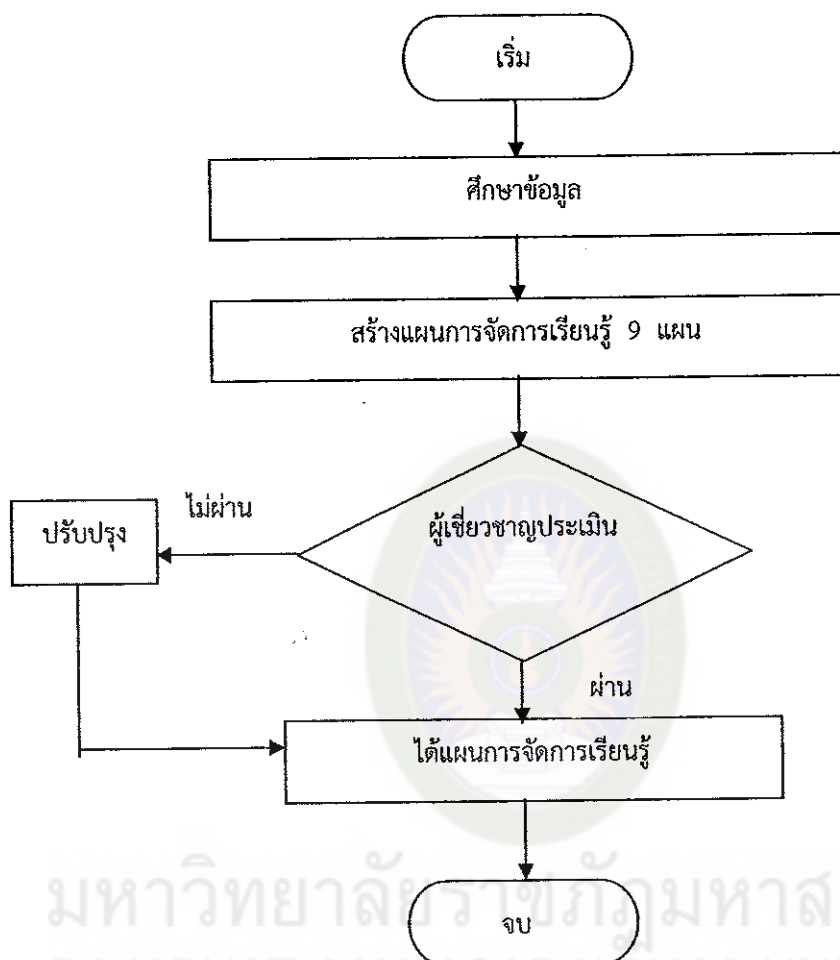 เริ่ม
ศึกษาข้อมูล
สร้างแผนการจัดการเรียนรู้ 9 แผน
ผู้เชี่ยวชาญประเมิน
ไม่ผ่าน
ปรับปรุง
ผ่าน
ได้แผนการจัดการเรียนรู้
มหาวิทยาลัยราชภัฏมหาส
จบ